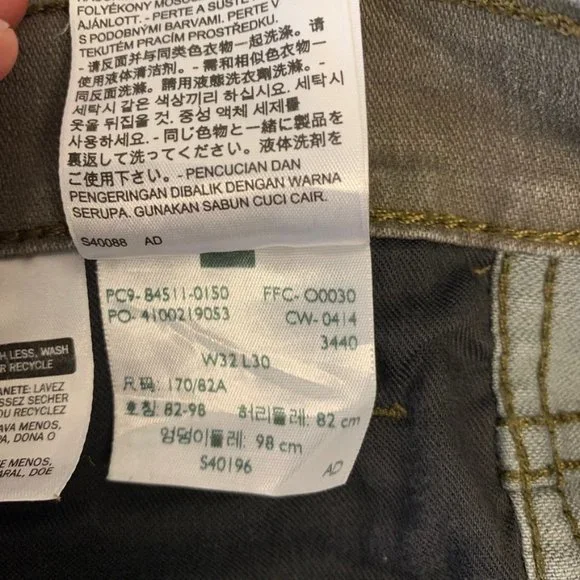 FOLYÉKONY MOSÓS
AJÁNLOTT. - PERTE A SUŠTE
S PODOBNÝMI BARVAMI. PERTE V
TEKUTÉM PRACÍM PROSTŘEDKU.
- 请反面并与同类色衣物一起洗涤。请
使用液体清洁剂。- 需和相似色衣物一
同反面洗滌。請用液態洗衣劑洗滌. -
세탁시 같은 색상끼리 하십시요. 세탁시
옷을 뒤집을 것. 중성 액체 세제를
사용하세요. - 同じ色物と一緒に製品を
裏返して洗ってください。液体洗剤を
ご使用下さい。- PENCUCIAN DAN
PENGERINGAN DIBALIK DENGAN WARNA
SERUPA. GUNAKAN SABUN CUCI CAIR.
S40088 AD
PC9- 84511-0150 FFC- O0030
PO- 4100219053 CW- 0414
3440
W32 L30
尺码: 170/82A
호칭: 82-98 허리둘레: 82 cm
엉덩이둘레: 98 cm
S40196 AD
H LESS, WASH
R RECYCLE
ANETE: LAVEZ
SSEZ SECHER
OU RECYCLEZ
AVA MENOS,
PA, DONA O
E MENOS,
ARAL, DOE